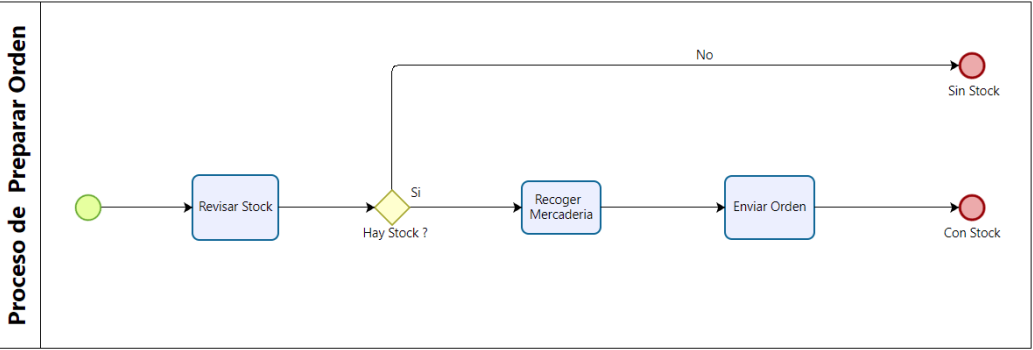 Proceso de Preparar Orden
No
Sin Stock
Revisar Stock
Si
Hay Stock ?
Recoger
Mercaderia
Enviar Orden
Con Stock